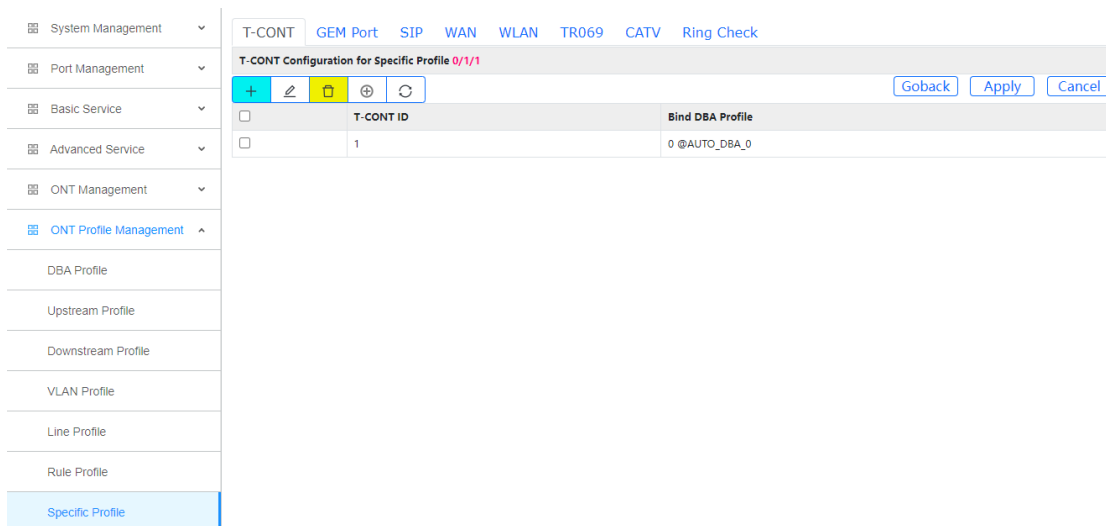 System Management
Port Management
Basic Service
Advanced Service
ONT Management
ONT Profile Management
DBA Profile
Upstream Profile
Downstream Profile
VLAN Profile
Line Profile
Rule Profile
Specific Profile
T-CONT GEM Port SIP WAN WLAN TR069 CATV Ring Check
T-CONT Configuration for Specific Profile 0/1/1
Goback Apply Cancel
T-CONT ID Bind DBA Profile
1 0 @AUTO_DBA_0